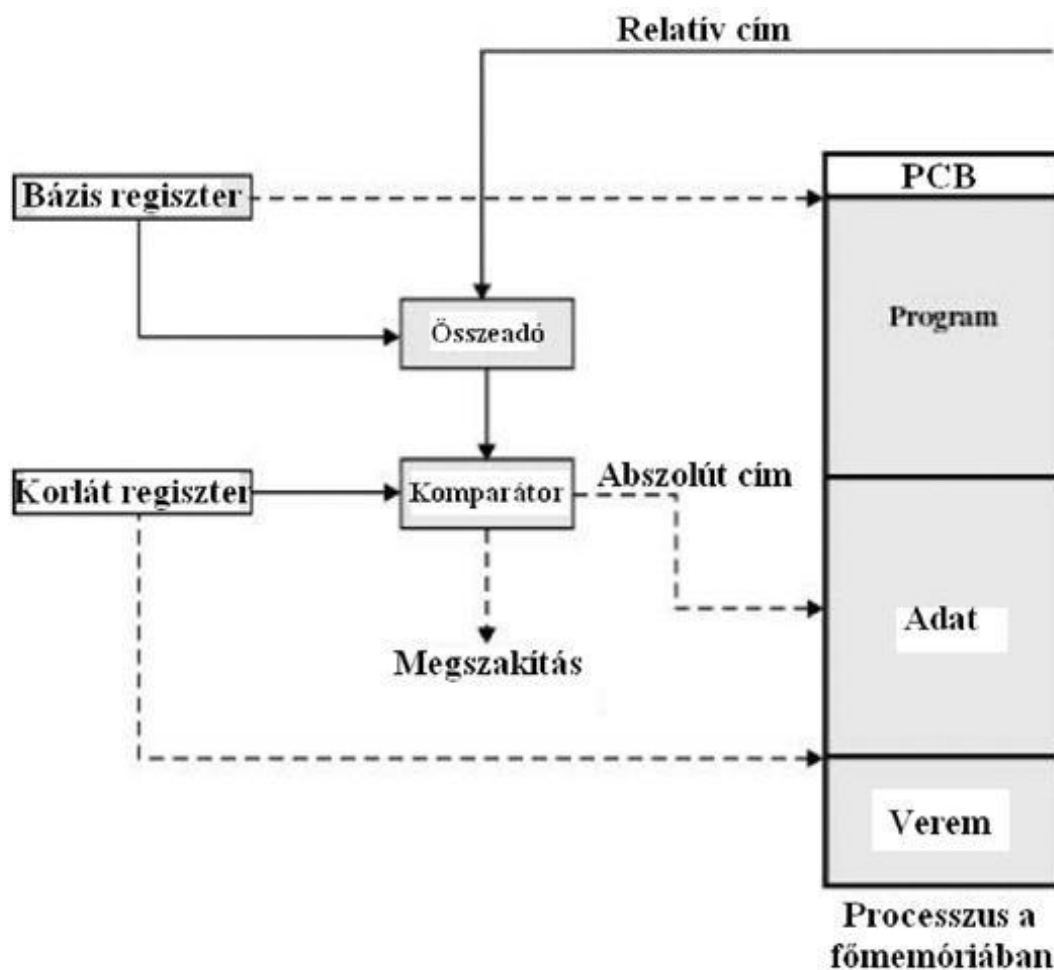 Relatív cím
PCB
Bázis regiszter
Program
Összeadó
Korlát regiszter
Komparátor
Abszolút cím
Adat
Megszakítás
Verem
Processzus a
főmemóriában